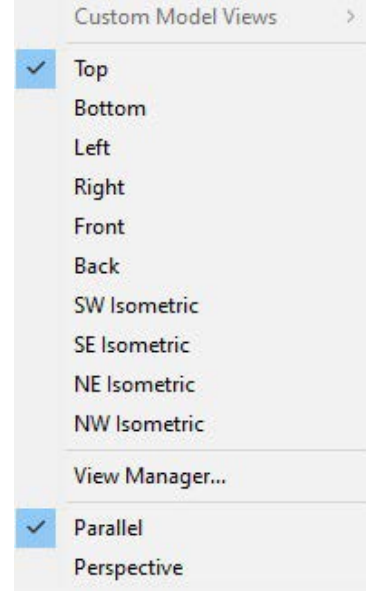 Custom Model Views
Top
Bottom
Left
Right
Front
Back
SW Isometric
SE Isometric
NE Isometric
NW Isometric
View Manager...
Parallel
Perspective